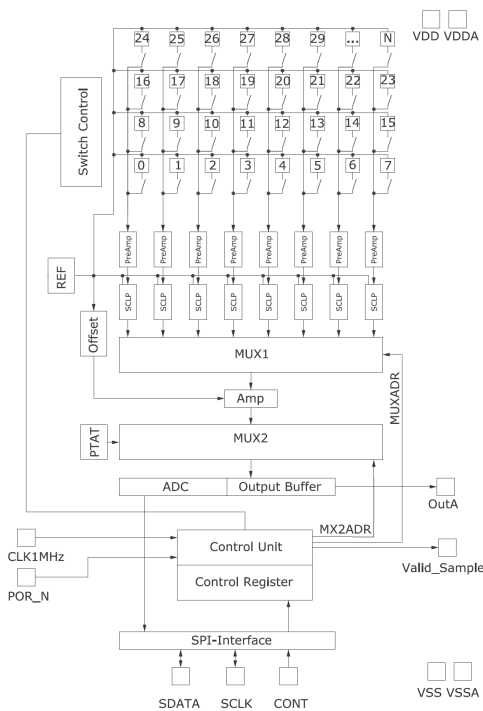 24 25 26 27 28 29 ... N
VDD VDDA
16 17 18 19 20 21 22 23
Switch Control
8 9 10 11 12 13 14 15
0 1 2 3 4 5 6 7
PreAmp PreAmp PreAmp PreAmp PreAmp PreAmp PreAmp PreAmp
REF
SCLP SCLP SCLP SCLP SCLP SCLP SCLP SCLP
Offset
MUX1
MUXADR
Amp
PTAT
MUX2
ADC Output Buffer
OutA
MX2ADR
CLK1MHz
Control Unit
Valid_Sample
POR_N
Control Register
SPI-Interface
SDATA SCLK CONT
VSS VSSA